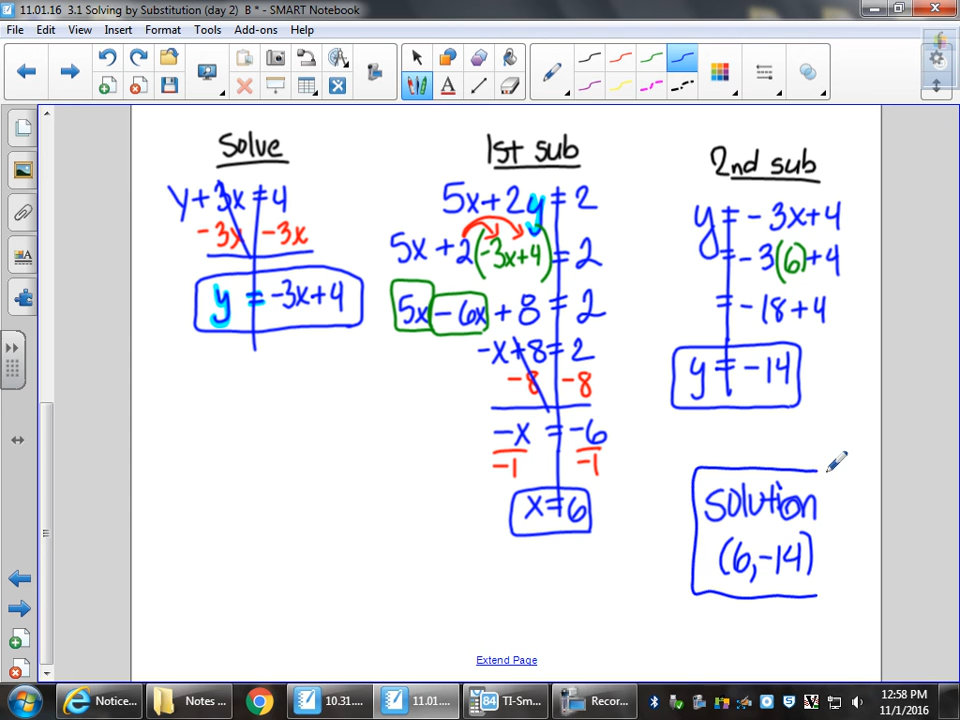 11.01.16 3.1 Solving by Substitution (day 2) B * - SMART Notebook
File Edit View Insert Format Tools Add-ons Help
Solve
y+3x=4
-3x -3x
y = -3x+4
1st sub
5x+2y=2
5x+2(-3x+4)=2
5x-6x+8=2
-x+8=2
-8 -8
-x = -6
-1 -1
x=6
2nd sub
y=-3x+4
=-3(6)+4
=-18+4
y=-14
Solution
(6,-14)
Extend Page
Notice...
Notes ...
10.31....
11.01....
84 TI-Sm...
Recor...
12:58 PM
11/1/2016